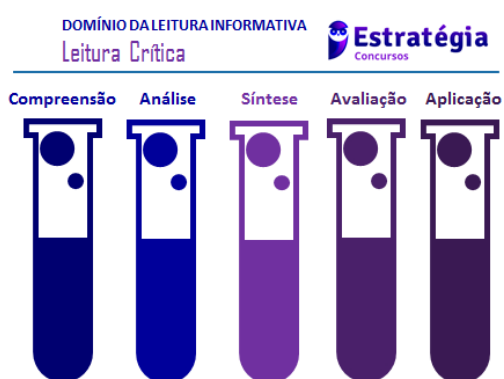 DOMÍNIO DA LEITURA INFORMATIVA
Leitura Crítica
Estratégia
Concursos
Compreensão Análise Síntese Avaliação Aplicação